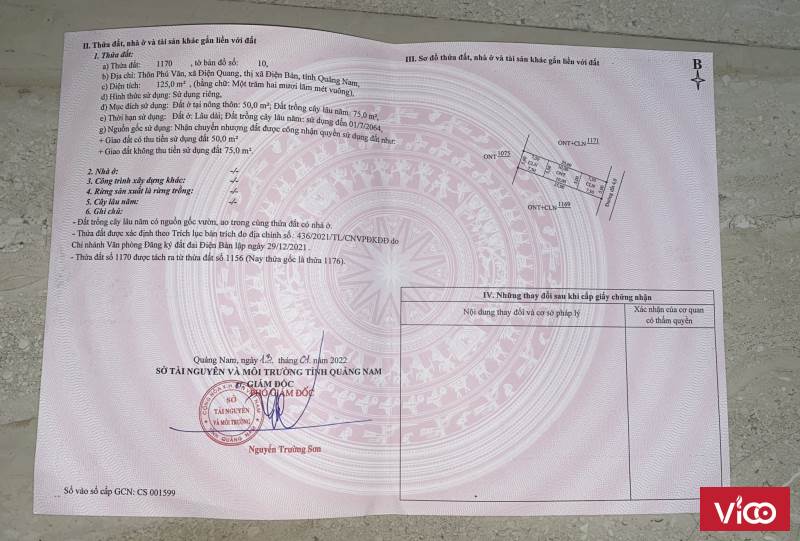 II. Thửa đất, nhà ở và tài sản khác gắn liền với đất
1. Thửa đất:
a) Thửa đất: 1170 , tờ bản đồ số: 10,
b) Địa chỉ: Thôn Phú Văn, xã Điện Quang, thị xã Điện Bàn, tỉnh Quảng Nam,
c) Diện tích: 125,0 m² , (bằng chữ: Một trăm hai mươi lăm mét vuông),
d) Hình thức sử dụng: Sử dụng riêng,
đ) Mục đích sử dụng: Đất ở tại nông thôn: 50,0 m²; Đất trồng cây lâu năm: 75,0 m²,
e) Thời hạn sử dụng: Đất ở: Lâu dài; Đất trồng cây lâu năm: sử dụng đến 01/7/2064,
g) Nguồn gốc sử dụng: Nhận chuyển nhượng đất được công nhận quyền sử dụng đất như:
+ Giao đất có thu tiền sử dụng đất 50,0 m²
+ Giao đất không thu tiền sử dụng đất 75,0 m².
2. Nhà ở: -/-
3. Công trình xây dựng khác: -/-
4. Rừng sản xuất là rừng trồng: -/-
5. Cây lâu năm: -/-
6. Ghi chú:
- Đất trồng cây lâu năm có nguồn gốc vườn, ao trong cùng thửa đất có nhà ở.
- Thửa đất được xác định theo Trích lục bản trích đo địa chính số: 436/2021/TL/CNVPĐKĐĐ do
Chi nhánh Văn phòng Đăng ký đất đai Điện Bàn lập ngày 29/12/2021 .
- Thửa đất số 1170 được tách ra từ thửa đất số 1156 (Nay thửa gốc là thửa 1176).
Quảng Nam, ngày 13 tháng 01 năm 2022
SỞ TÀI NGUYÊN VÀ MÔI TRƯỜNG TỈNH QUẢNG NAM
GIÁM ĐỐC
PHÓ GIÁM ĐỐC
SỞ
TÀI NGUYÊN
VÀ MÔI TRƯỜNG
TỈNH QUẢNG NAM
Nguyễn Trường Sơn
Số vào sổ cấp GCN: CS 001599
III. Sơ đồ thửa đất, nhà ở và tài sản khác gắn liền với đất
B
ONT+CLN 1171
ONT 1075
CLN
ONT
CLN
ONT+CLN 1169
IV. Những thay đổi sau khi cấp giấy chứng nhận
Nội dung thay đổi và cơ sở pháp lý
Xác nhận của cơ quan
có thẩm quyền
VICO